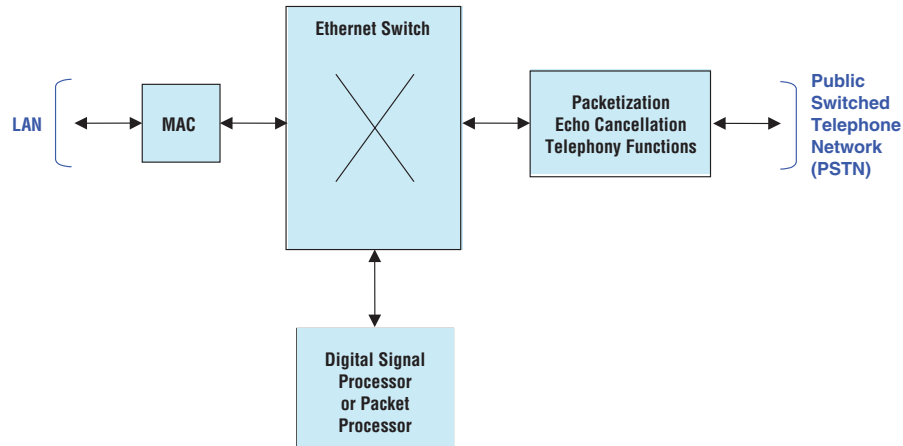 Ethernet Switch
LAN
MAC
Packetization
Echo Cancellation
Telephony Functions
Public
Switched
Telephone
Network
(PSTN)
Digital Signal
Processor
or Packet
Processor